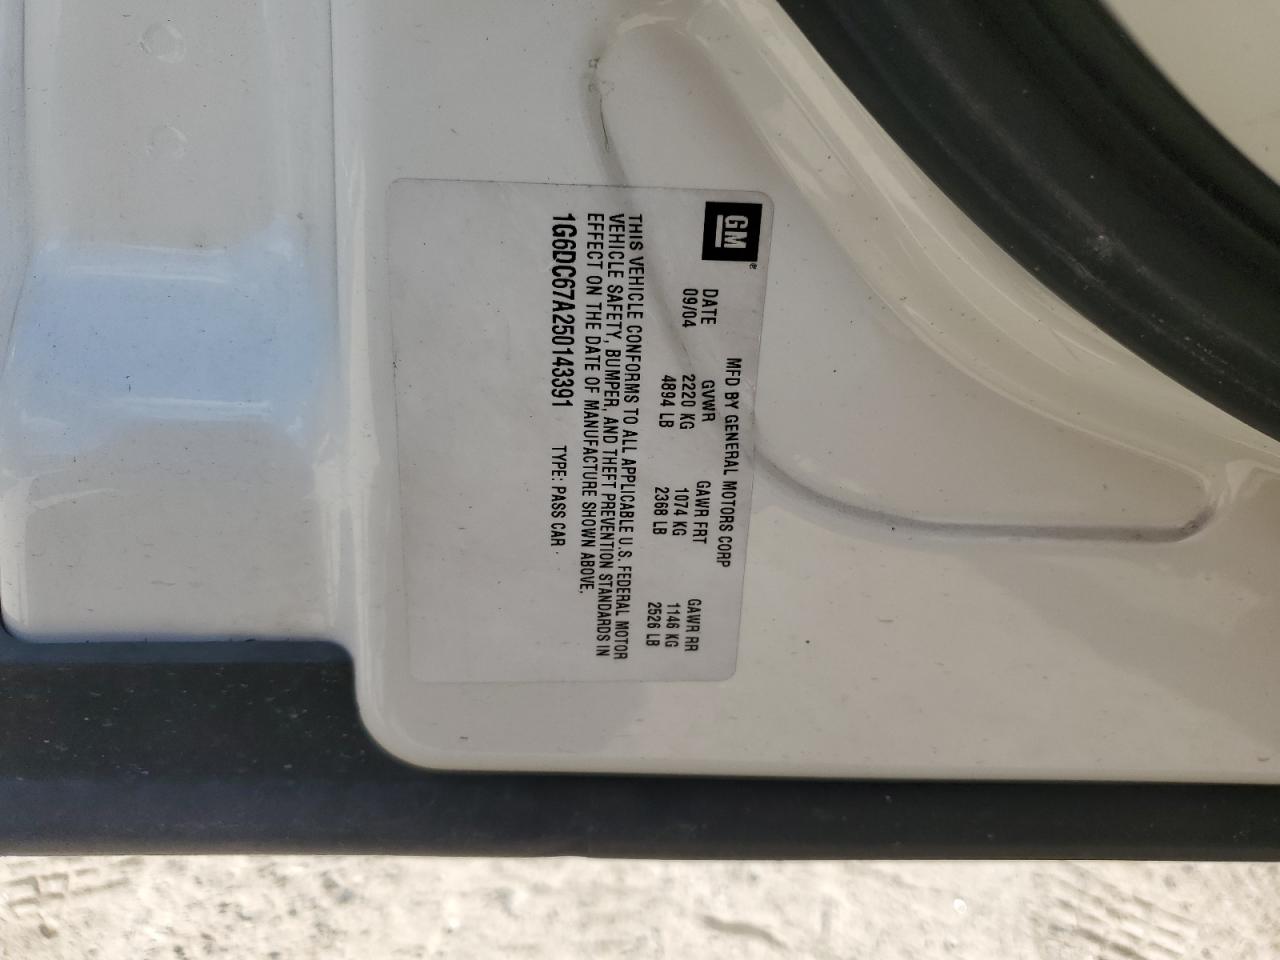 GM®
MFD BY GENERAL MOTORS CORP
DATE GVWR GAWR FRT GAWR RR
09/04 2220 KG 1074 KG 1146 KG
4894 LB 2368 LB 2526 LB
THIS VEHICLE CONFORMS TO ALL APPLICABLE U.S. FEDERAL MOTOR
VEHICLE SAFETY, BUMPER, AND THEFT PREVENTION STANDARDS IN
EFFECT ON THE DATE OF MANUFACTURE SHOWN ABOVE.
1G6DC67A250143391 TYPE: PASS CAR